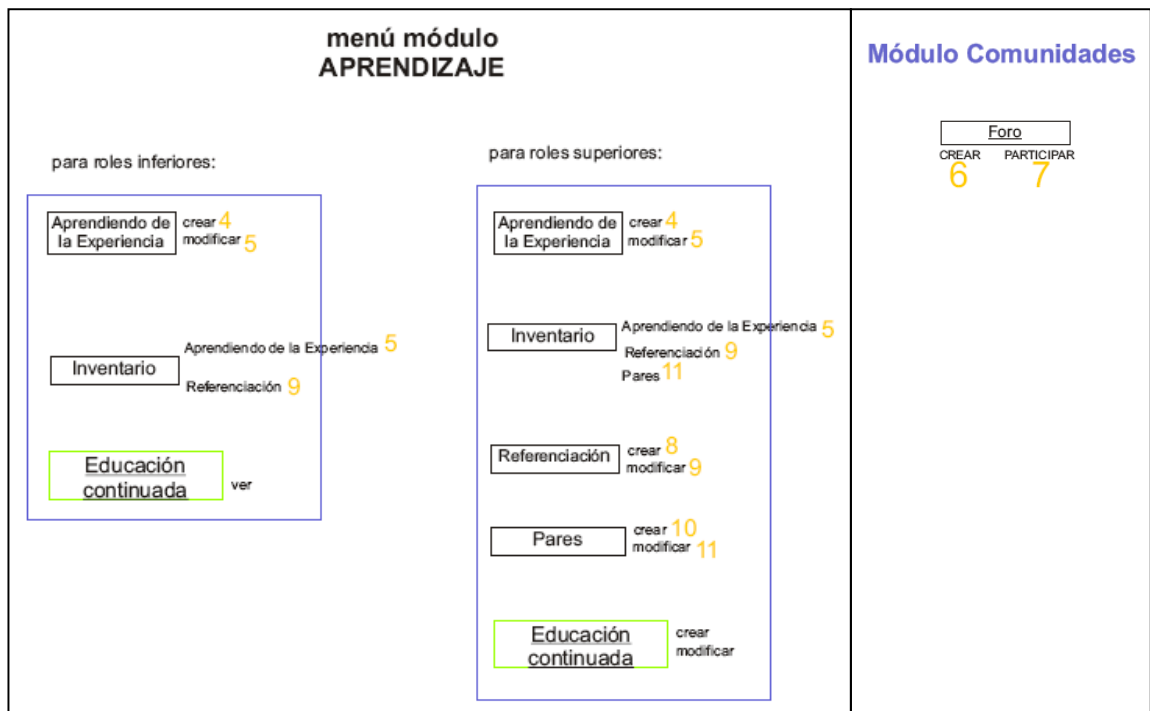 menú módulo
APRENDIZAJE
para roles inferiores:
Aprendiendo de
la Experiencia
crear 4
modificar 5
Inventario
Aprendiendo de la Experiencia 5
Referenciación 9
Educación
continuada
ver
para roles superiores:
Aprendiendo de
la Experiencia
crear 4
modificar 5
Inventario
Aprendiendo de la Experiencia 5
Referenciación 9
Pares 11
Referenciación
crear 8
modificar 9
Pares
crear 10
modificar 11
Educación
continuada
crear
modificar
Módulo Comunidades
Foro
CREAR PARTICIPAR
6 7